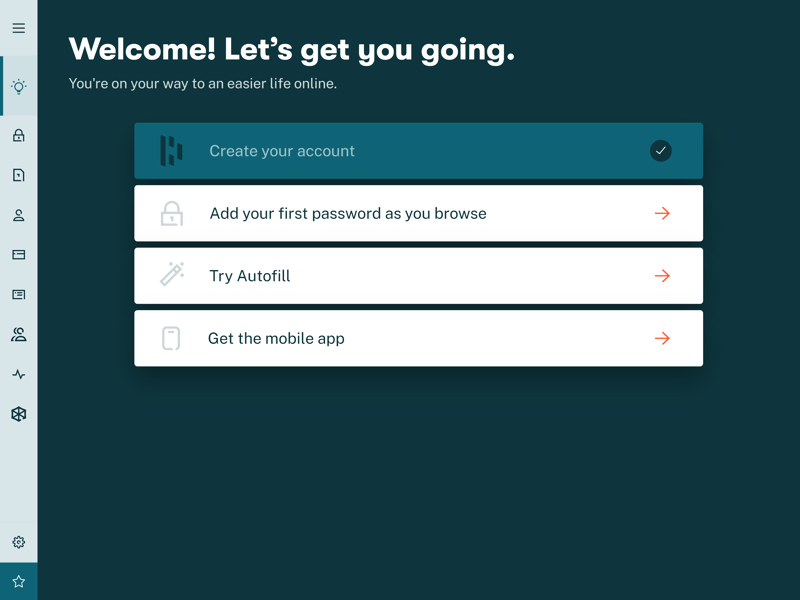 Welcome! Let’s get you going.
You're on your way to an easier life online.
Create your account
Add your first password as you browse
Try Autofill
Get the mobile app